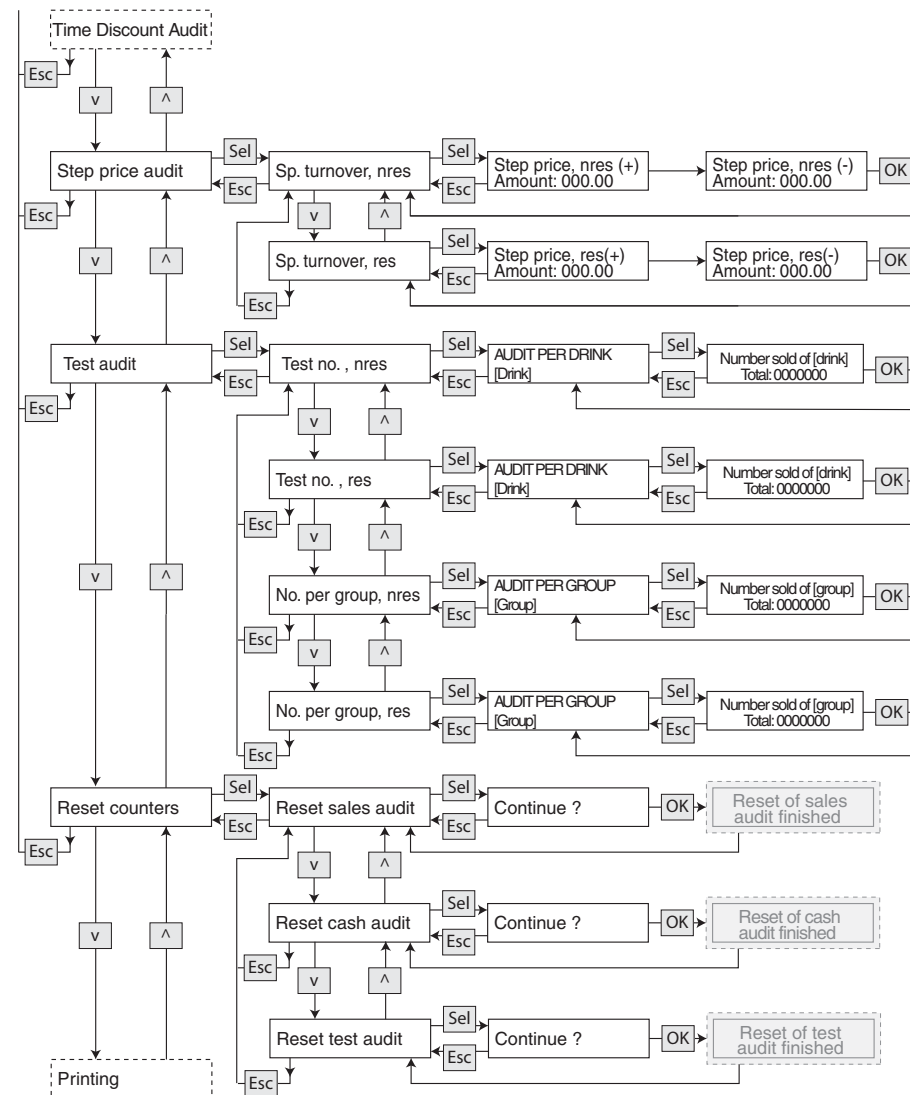 Time Discount Audit
Esc
v ^
Sel Sel
Step price audit Sp. turnover, nres Step price, nres (+) Step price, nres (-) OK
Amount: 000.00 Amount: 000.00
Esc Esc
Esc v ^
Sel
Sp. turnover, res Step price, res(+) Step price, res(-) OK
Amount: 000.00 Amount: 000.00
v ^ Esc
Esc
Sel Sel Sel
Test audit Test no. , nres AUDIT PER DRINK Number sold of [drink] OK
[Drink] Total: 0000000
Esc Esc Esc
Esc v ^
Sel Sel
Test no. , res AUDIT PER DRINK Number sold of [drink] OK
[Drink] Total: 0000000
Esc Esc
Esc v ^
v ^ Sel Sel
No. per group, nres AUDIT PER GROUP Number sold of [group] OK
[Group] Total: 0000000
Esc Esc
Esc v ^
Sel Sel
No. per group, res AUDIT PER GROUP Number sold of [group] OK
[Group] Total: 0000000
Esc Esc
Esc
Sel Sel
Reset counters Reset sales audit Continue ? OK Reset of sales
audit finished
Esc Esc
Esc v ^
Sel
Reset cash audit Continue ? OK Reset of cash
audit finished
v ^ Esc
Esc v ^
Sel
Reset test audit Continue ? OK Reset of test
audit finished
Esc
Printing Esc